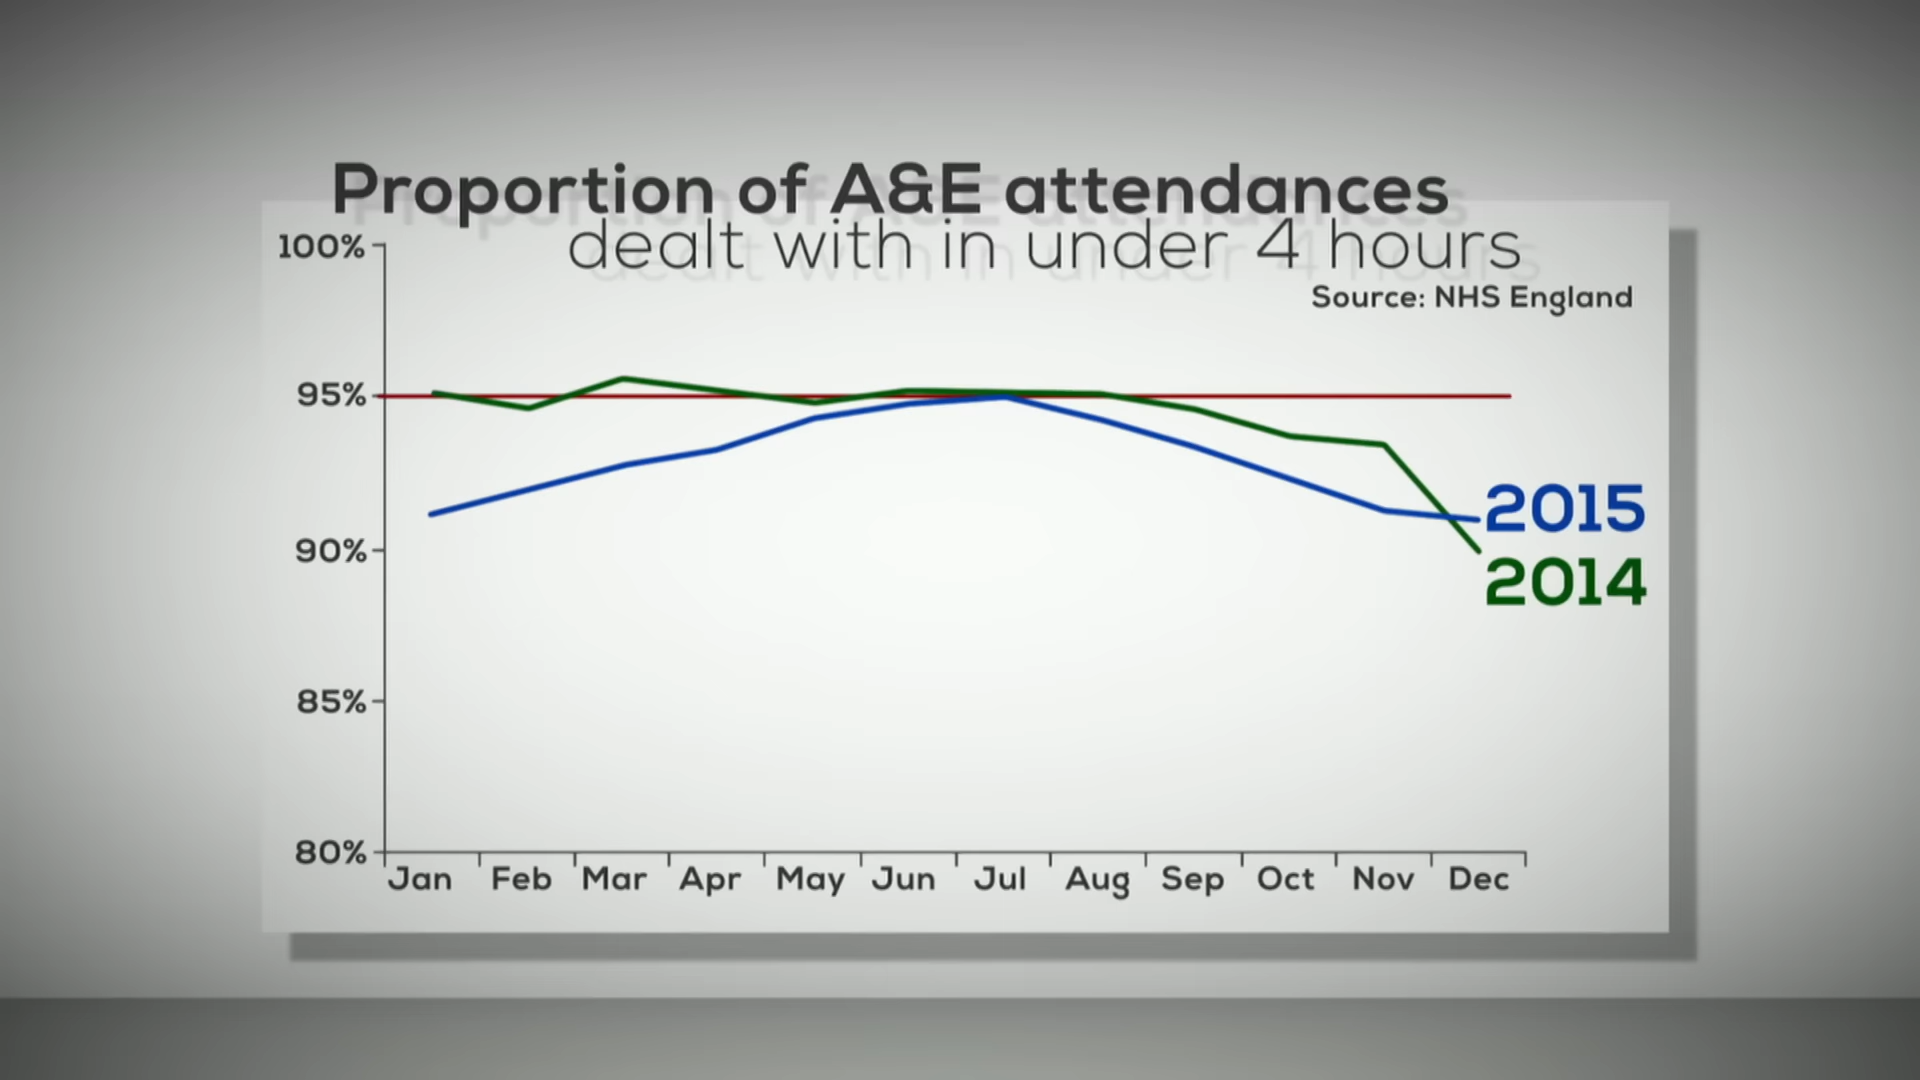 Proportion of A&E attendances
dealt with in under 4 hours
Source: NHS England
100%
95%
90%
85%
80%
2015
2014
Jan Feb Mar Apr May Jun Jul Aug Sep Oct Nov Dec